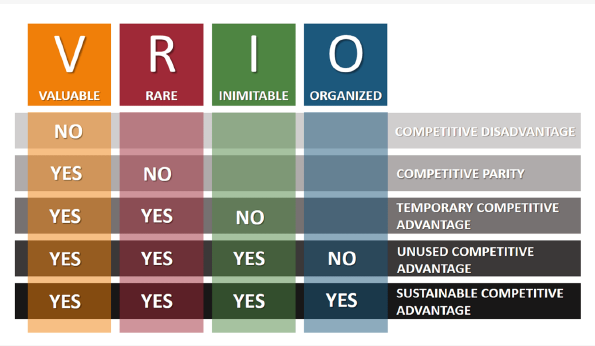 V R I O
VALUABLE RARE INIMITABLE ORGANIZED
NO COMPETITIVE DISADVANTAGE
YES NO COMPETITIVE PARITY
YES YES NO TEMPORARY COMPETITIVE
ADVANTAGE
YES YES YES NO UNUSED COMPETITIVE
ADVANTAGE
YES YES YES YES SUSTAINABLE COMPETITIVE
ADVANTAGE